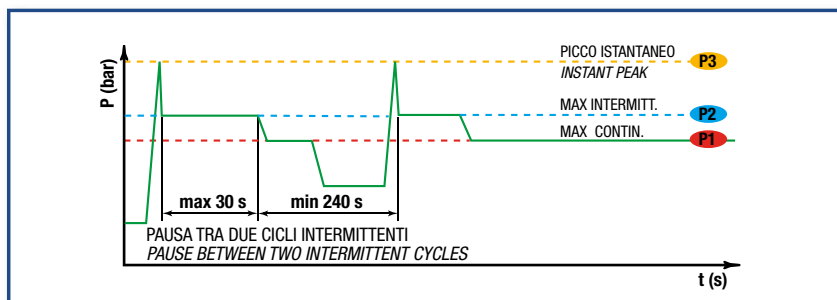 P (bar)
PICCO ISTANTANEO
INSTANT PEAK
P3
MAX INTERMITT.
P2
MAX CONTIN.
P1
max 30 s
min 240 s
PAUSA TRA DUE CICLI INTERMITTENTI
PAUSE BETWEEN TWO INTERMITTENT CYCLES
t (s)